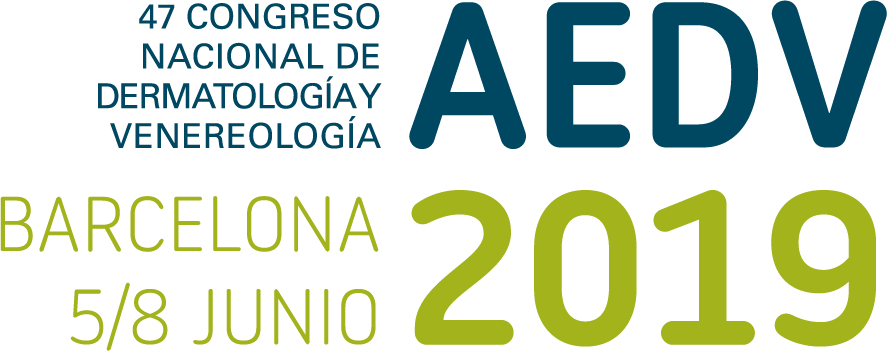 47 CONGRESO
NACIONAL DE
DERMATOLOGÍA Y
VENEREOLOGÍA
AEDV
BARCELONA
5/8 JUNIO
2019